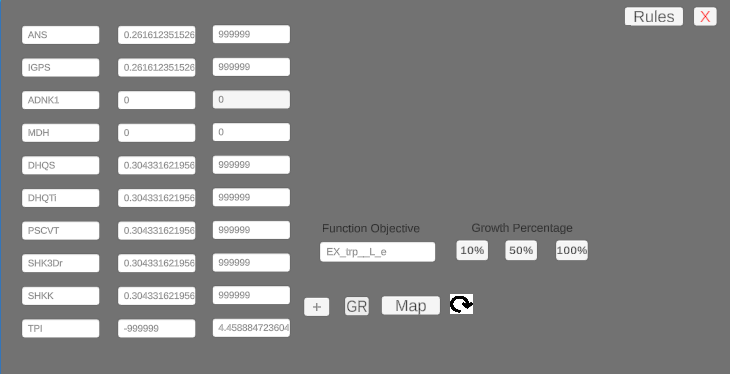 Rules X
ANS 0.261612351526 999999
IGPS 0.261612351526 999999
ADNK1 0 0
MDH 0 0
DHQS 0.304331621956 999999
DHQTi 0.304331621956 999999
PSCVT 0.304331621956 999999
Function Objective Growth Percentage
EX_trp__L_e 10% 50% 100%
SHK3Dr 0.304331621956 999999
SHKK 0.304331621956 999999
+ GR Map
TPI -999999 4.458884723604